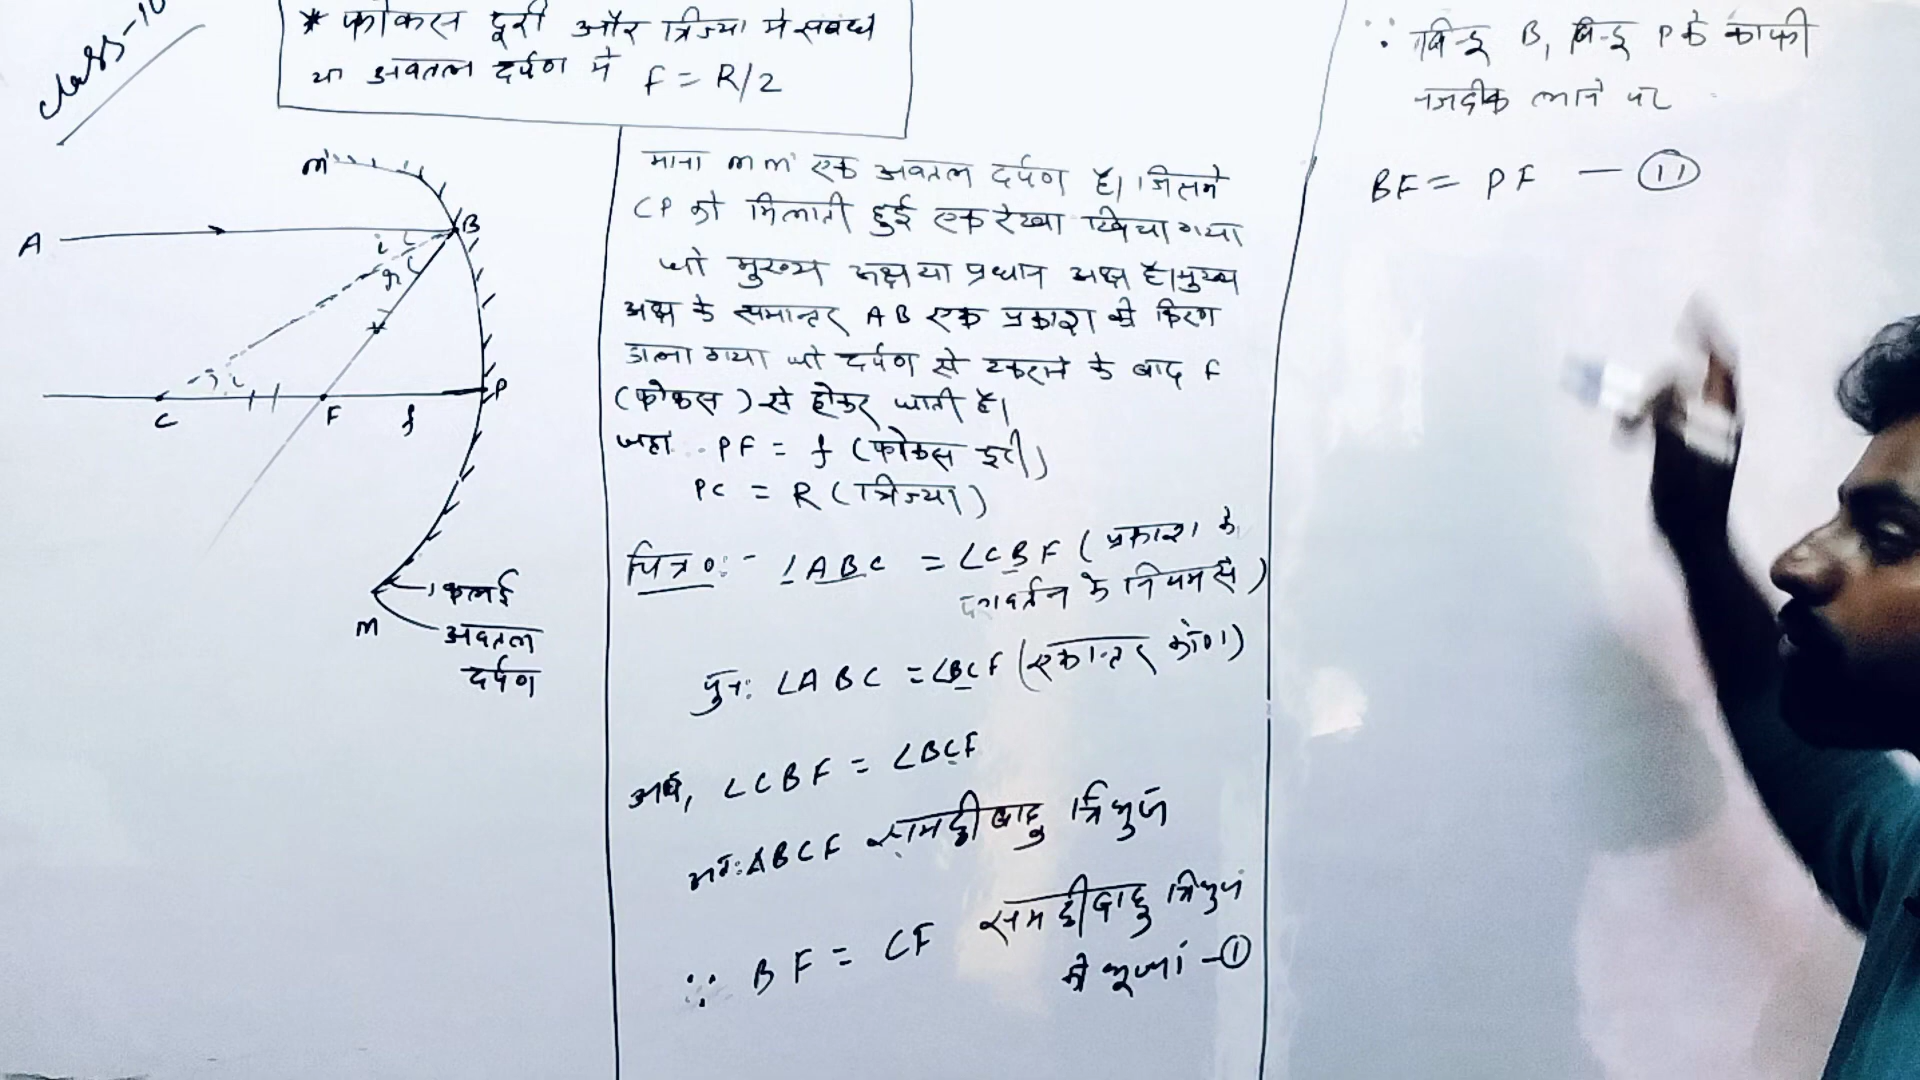 class-10
* फोकस दूरी और त्रिज्या मे सबंध
या अवतल दर्पण में f = R/2
m'
A
B
i
r
i
C
F
f
P
कलई
M
अवतल
दर्पण
माना mm' एक अवतल दर्पण है। जिसमे
CP को मिलाती हुई एक रेखा खिचा गया
जो मुख्य अक्ष या प्रधान अक्ष है। मुख्य
अक्ष के समान्तर AB एक प्रकाश की किरण
डाला गया जो दर्पण से टकराने के बाद F
(फोकस) से होकर जाती है।
जहा PF = f (फोकस दूरी)
PC = R (त्रिज्या)
चित्र०:- ∠ABC = ∠CBF (प्रकाश के
परावर्तन के नियम से)
पुन: ∠ABC = ∠BCF (एकान्तर कोण)
अब, ∠CBF = ∠BCF
अत: ΔBCF समद्वीबाहु त्रिभुज
∵ BF = CF समद्वीबाहु त्रिभुज
की भुजा -①
∵ बिन्दु B, बिन्दु P के काफी
नजदीक लाने पर
BF = PF — ⑪